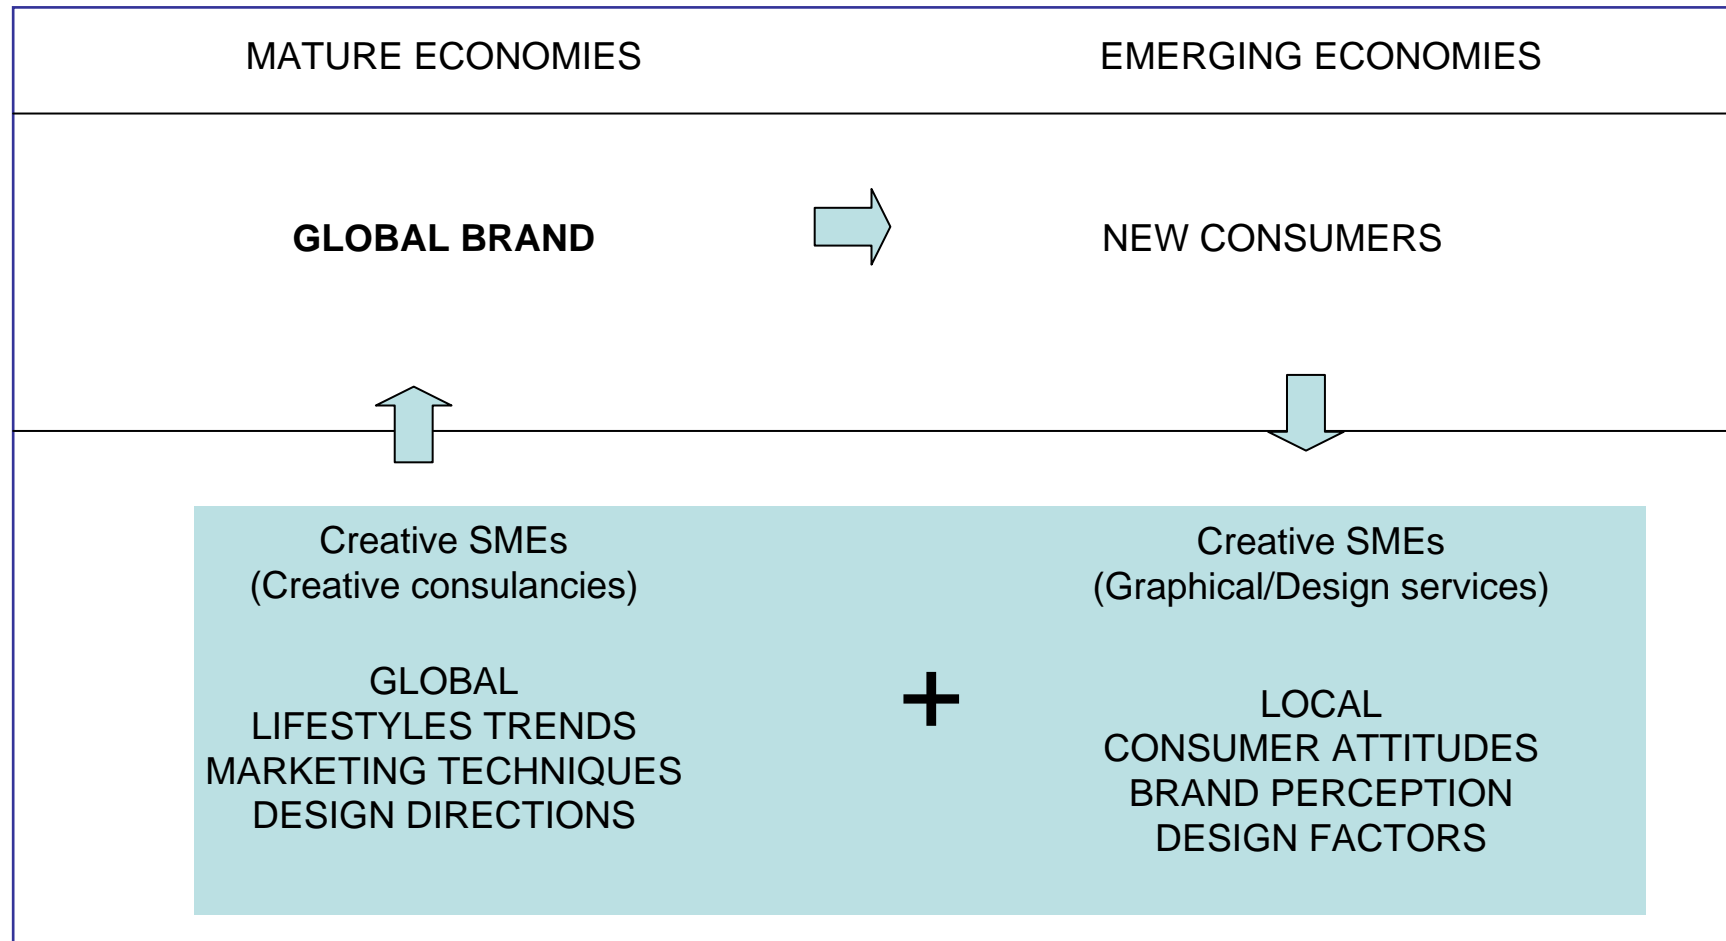 MATURE ECONOMIES
EMERGING ECONOMIES
GLOBAL BRAND
NEW CONSUMERS
Creative SMEs
(Creative consulancies)
GLOBAL
LIFESTYLES TRENDS
MARKETING TECHNIQUES
DESIGN DIRECTIONS
+
Creative SMEs
(Graphical/Design services)
LOCAL
CONSUMER ATTITUDES
BRAND PERCEPTION
DESIGN FACTORS